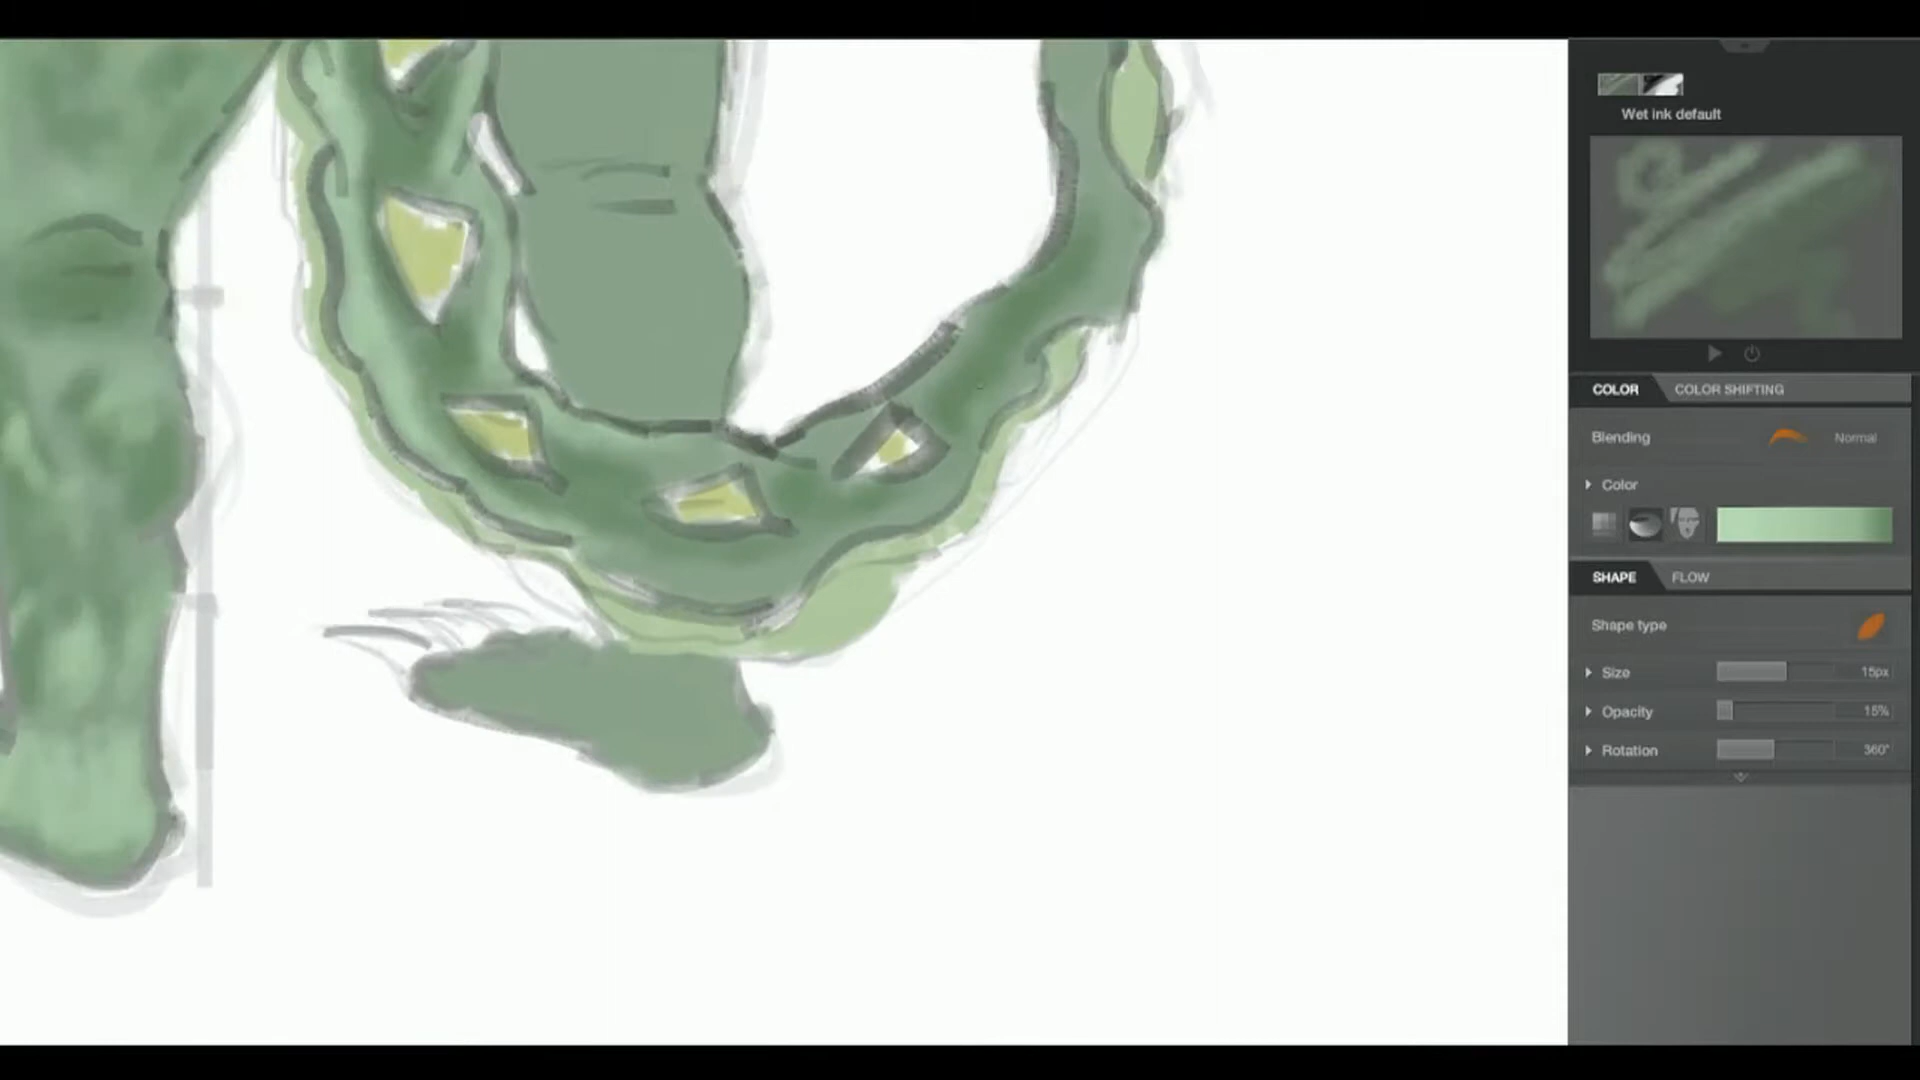 Wet ink default
COLOR
COLOR SHIFTING
Blending
Normal
Color
SHAPE
FLOW
Shape type
Size
15px
Opacity
15%
Rotation
360°